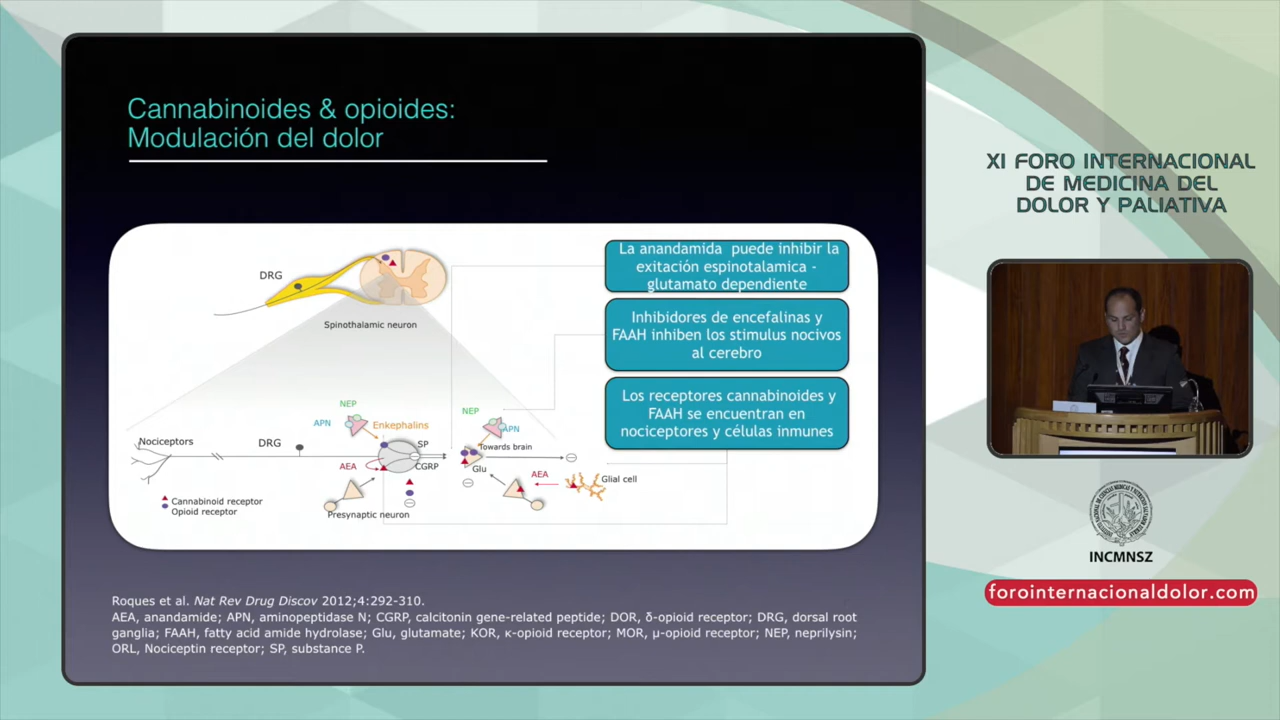 Cannabinoides & opioides:
Modulación del dolor
DRG
Spinothalamic neuron
La anandamida puede inhibir la
exitación espinotalamica -
glutamato dependiente
Inhibidores de encefalinas y
FAAH inhiben los stimulus nocivos
al cerebro
Los receptores cannabinoides y
FAAH se encuentran en
nociceptores y células inmunes
NEP
APN
Enkephalins
Nociceptors
DRG
SP
AEA
CGRP
NEP
APN
Towards brain
Glu
AEA
Glial cell
Cannabinoid receptor
Opioid receptor
Presynaptic neuron
Roques et al. Nat Rev Drug Discov 2012;4:292-310.
AEA, anandamide; APN, aminopeptidase N; CGRP, calcitonin gene-related peptide; DOR, δ-opioid receptor; DRG, dorsal root
ganglia; FAAH, fatty acid amide hydrolase; Glu, glutamate; KOR, κ-opioid receptor; MOR, μ-opioid receptor; NEP, neprilysin;
ORL, Nociceptin receptor; SP, substance P.
XI FORO INTERNACIONAL
DE MEDICINA DEL
DOLOR Y PALIATIVA
INCMNSZ
forointernacionaldolor.com